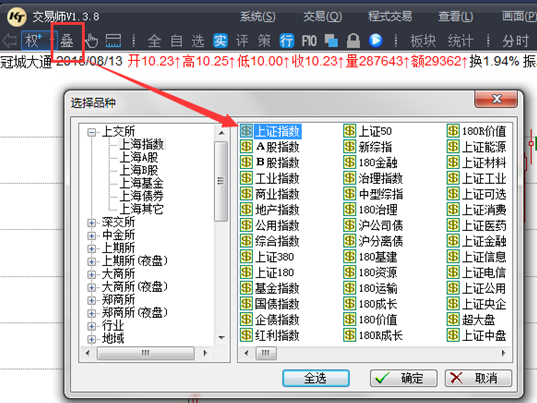 交易师V1.3.8
系统(S) 交易(Q) 程式交易 查看(L) 画面(P
权 叠 全 自 选 实 评 策 行 F10 板块 统计 分时
冠城大通 2018/08/13 开10.23↑高10.25↑低10.00↑收10.23↑量287643↑额29362↑换1.94% 振
选择品种
上交所
上海指数
上海A股
上海B股
上海基金
上海债券
上海其它
深交所
中金所
上期所
上期所(夜盘)
大商所
大商所(夜盘)
郑商所
郑商所(夜盘)
行业
地域
上证指数 上证50 180R价值
A股指数 新综指 上证能源
B股指数 180金融 上证材料
工业指数 治理指数 上证工业
商业指数 中型综指 上证可选
地产指数 180治理 上证消费
公用指数 沪公司债 上证医药
综合指数 沪分离债 上证金融
上证380 180基建 上证信息
上证180 180资源 上证电信
基金指数 180运输 上证公用
国债指数 180成长 上证央企
企债指数 180价值 超大盘
红利指数 180R成长 上证中盘
全选 确定 取消